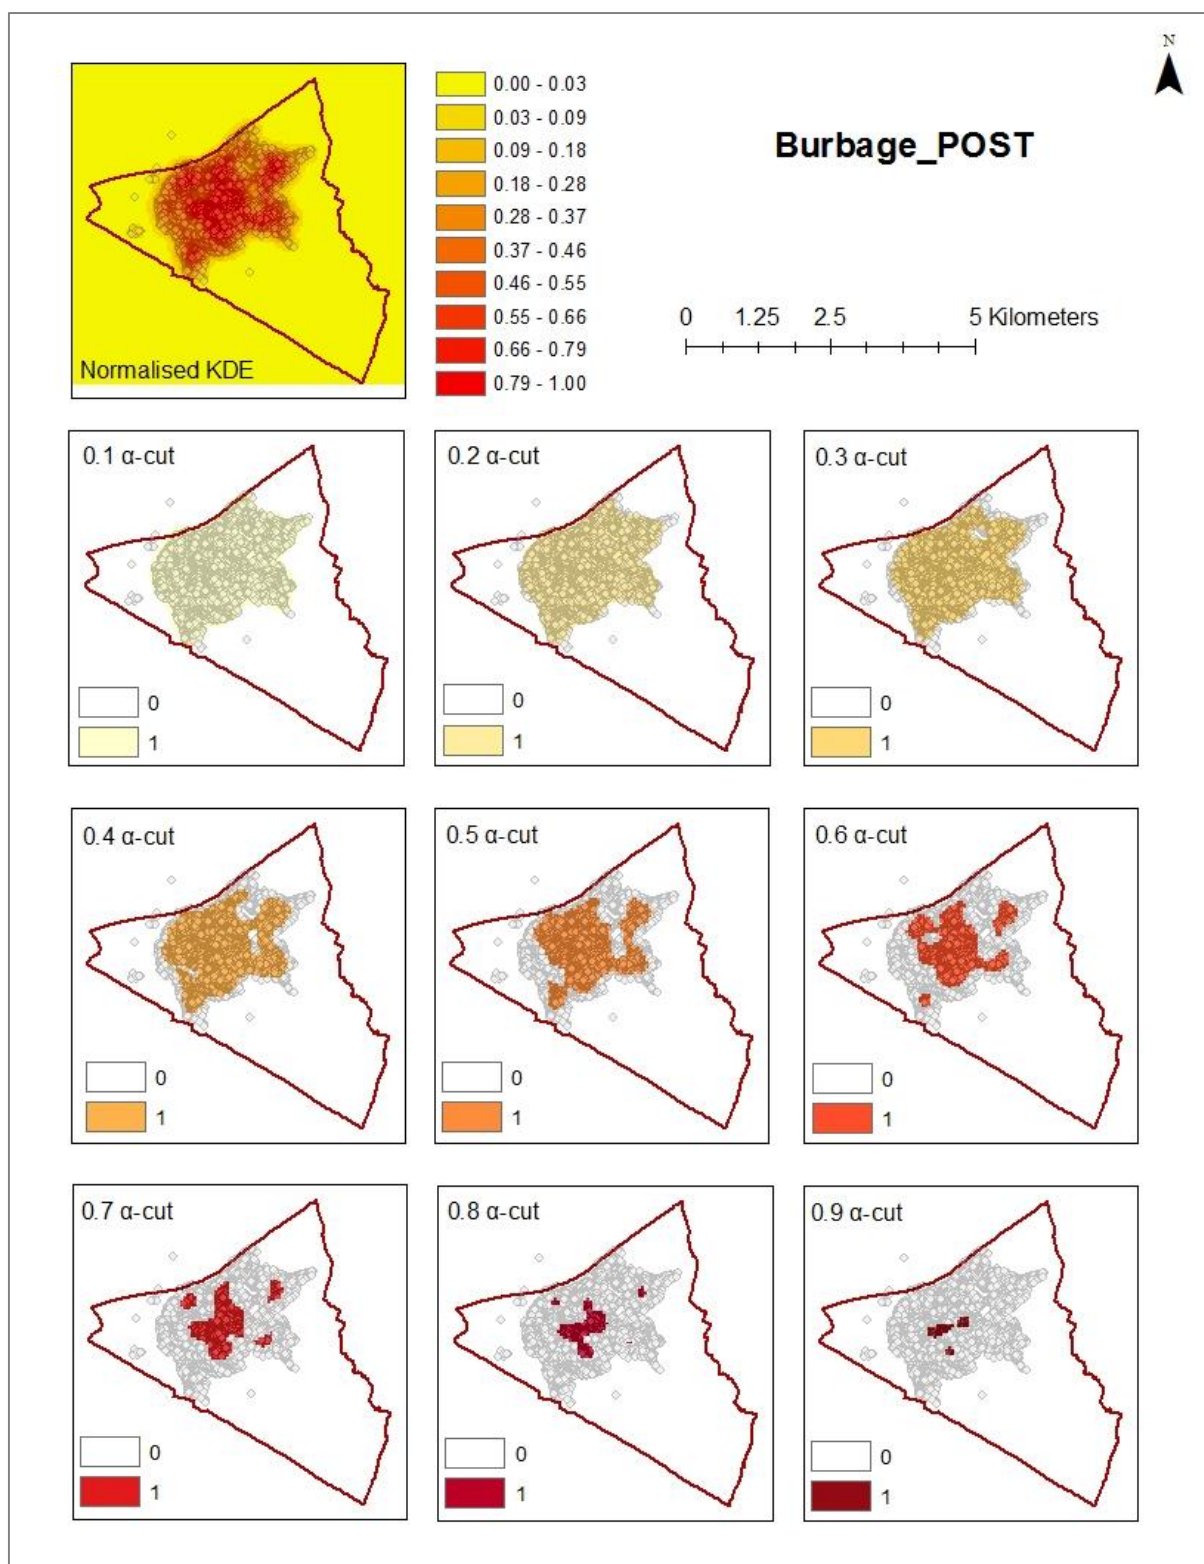 N
Burbage_POST
0.00 - 0.03
0.03 - 0.09
0.09 - 0.18
0.18 - 0.28
0.28 - 0.37
0.37 - 0.46
0.46 - 0.55
0.55 - 0.66
0.66 - 0.79
0.79 - 1.00
0 1.25 2.5 5 Kilometers
Normalised KDE
0.1 α-cut
0
1
0.2 α-cut
0
1
0.3 α-cut
0
1
0.4 α-cut
0
1
0.5 α-cut
0
1
0.6 α-cut
0
1
0.7 α-cut
0
1
0.8 α-cut
0
1
0.9 α-cut
0
1